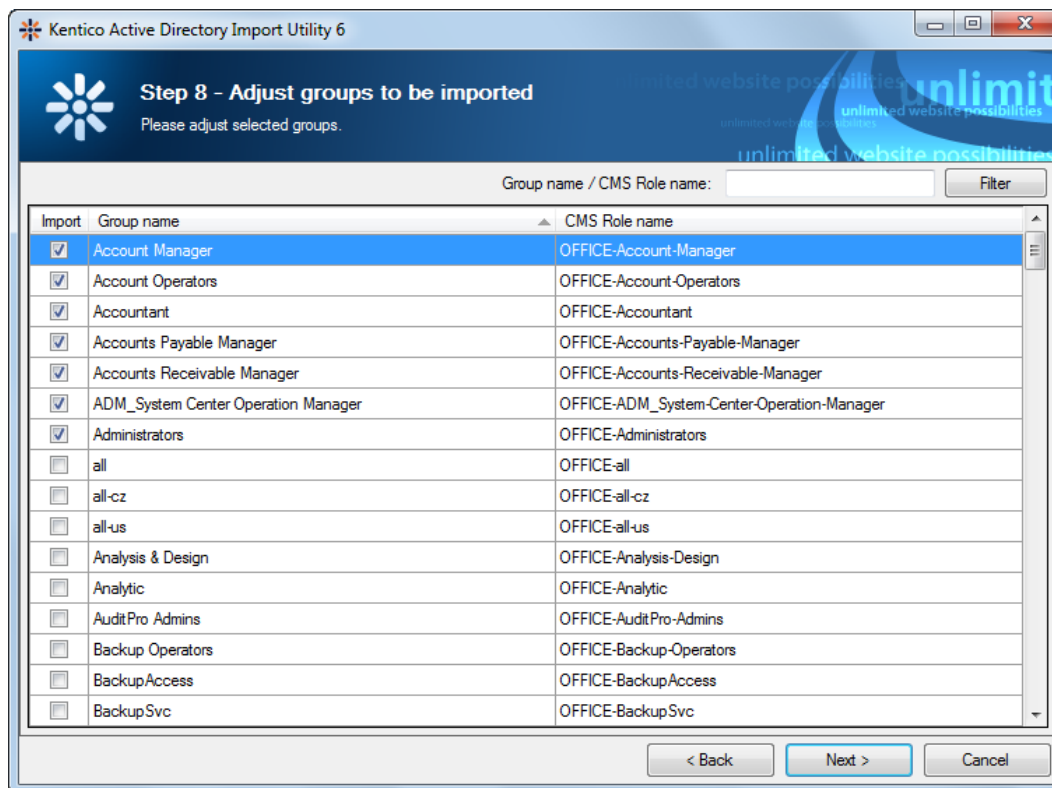 Kentico Active Directory Import Utility 6
Step 8 - Adjust groups to be imported
Please adjust selected groups.
website possibilities
unlimit
unlimited website possibilities
unlimited website possibilities
unlimited website possibilities
Group name / CMS Role name:
Filter
Import Group name CMS Role name
Account Manager OFFICE-Account-Manager
Account Operators OFFICE-Account-Operators
Accountant OFFICE-Accountant
Accounts Payable Manager OFFICE-Accounts-Payable-Manager
Accounts Receivable Manager OFFICE-Accounts-Receivable-Manager
ADM_System Center Operation Manager OFFICE-ADM_System-Center-Operation-Manager
Administrators OFFICE-Administrators
all OFFICE-all
all-cz OFFICE-all-cz
all-us OFFICE-all-us
Analysis & Design OFFICE-Analysis-Design
Analytic OFFICE-Analytic
AuditPro Admins OFFICE-AuditPro-Admins
Backup Operators OFFICE-Backup-Operators
BackupAccess OFFICE-BackupAccess
BackupSvc OFFICE-BackupSvc
< Back Next > Cancel